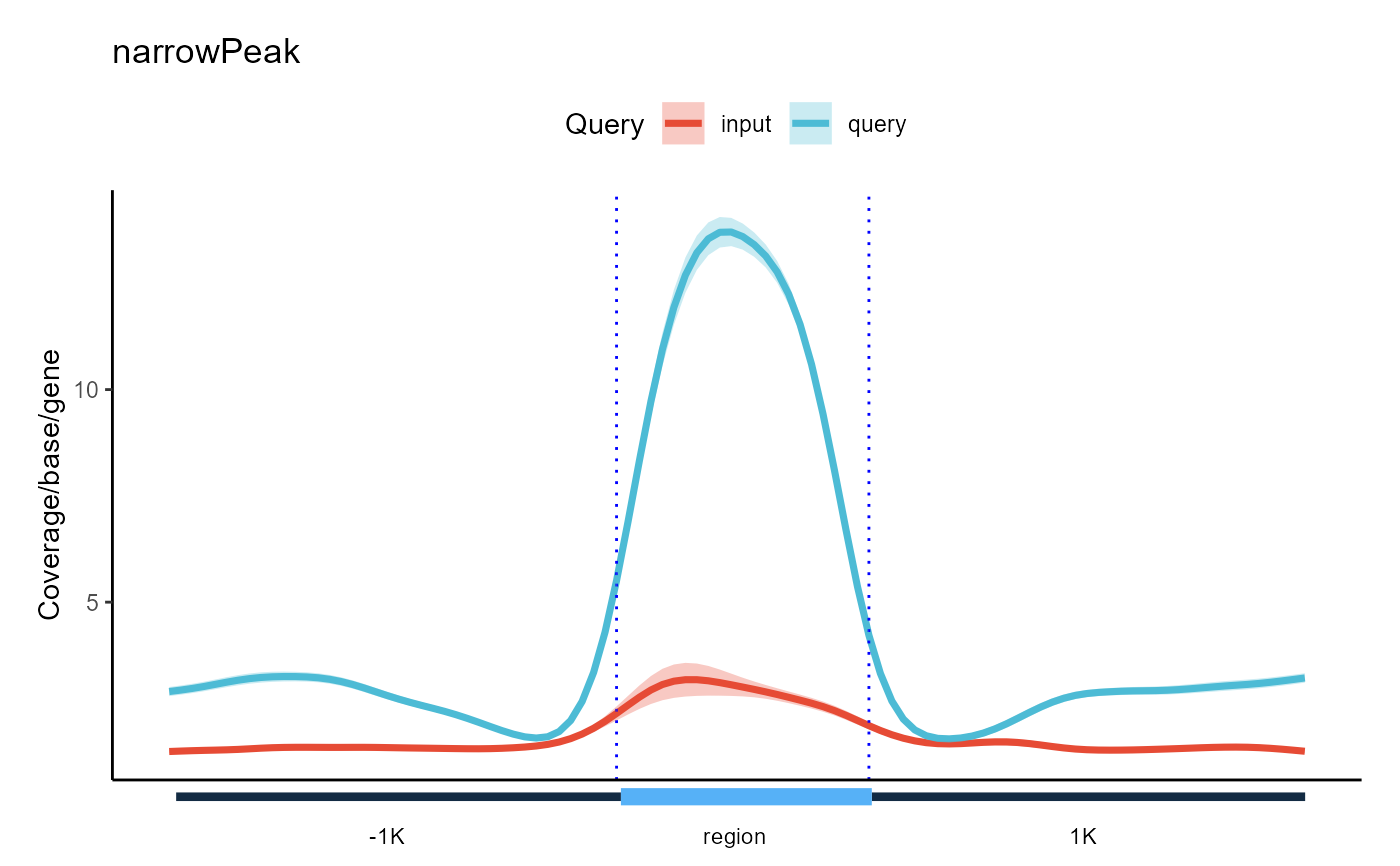 narrowPeak
Query input query
Coverage/base/gene
10
5
-1K region 1K